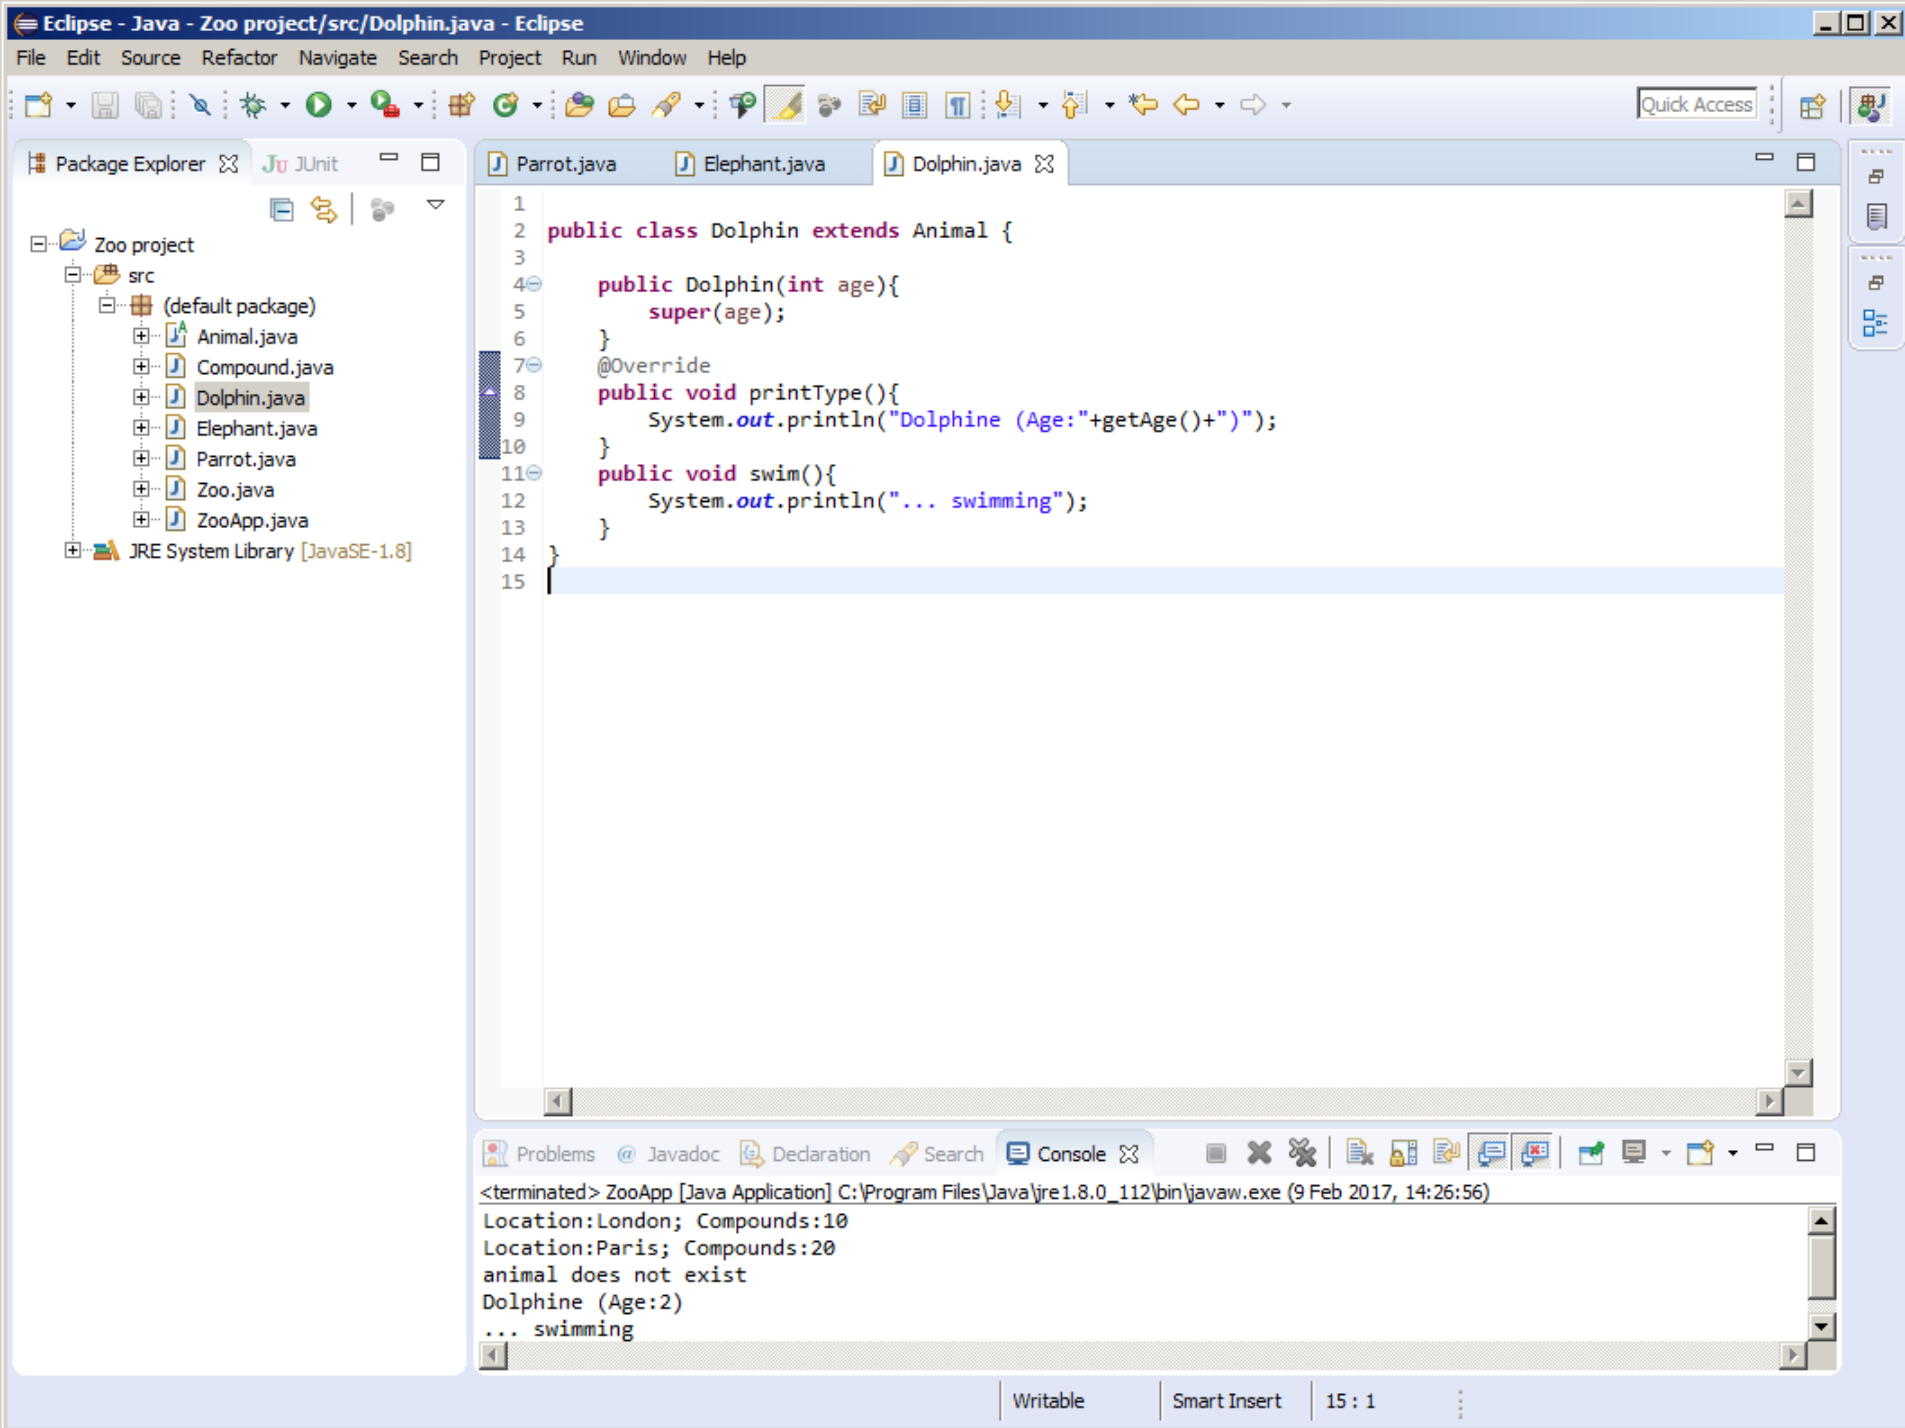 Eclipse - Java - Zoo project/src/Dolphin.java - Eclipse
File Edit Source Refactor Navigate Search Project Run Window Help
Quick Access
Package Explorer JUnit
Zoo project
src
(default package)
Animal.java
Compound.java
Dolphin.java
Elephant.java
Parrot.java
Zoo.java
ZooApp.java
JRE System Library [JavaSE-1.8]
Parrot.java Elephant.java Dolphin.java
1
2 public class Dolphin extends Animal {
3
4 public Dolphin(int age){
5 super(age);
6 }
7 @Override
8 public void printType(){
9 System.out.println("Dolphine (Age:"+getAge()+")");
10 }
11 public void swim(){
12 System.out.println("... swimming");
13 }
14 }
15
Problems @ Javadoc Declaration Search Console
<terminated> ZooApp [Java Application] C:\Program Files\Java\jre1.8.0_112\bin\javaw.exe (9 Feb 2017, 14:26:56)
Location:London; Compounds:10
Location:Paris; Compounds:20
animal does not exist
Dolphine (Age:2)
... swimming
Writable Smart Insert 15 : 1